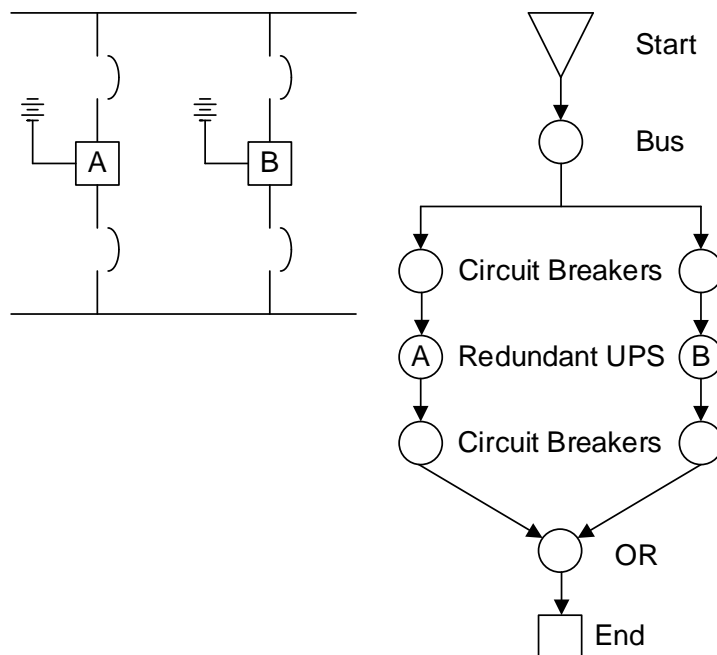 Start
Bus
A
B
Circuit Breakers
A Redundant UPS B
Circuit Breakers
OR
End